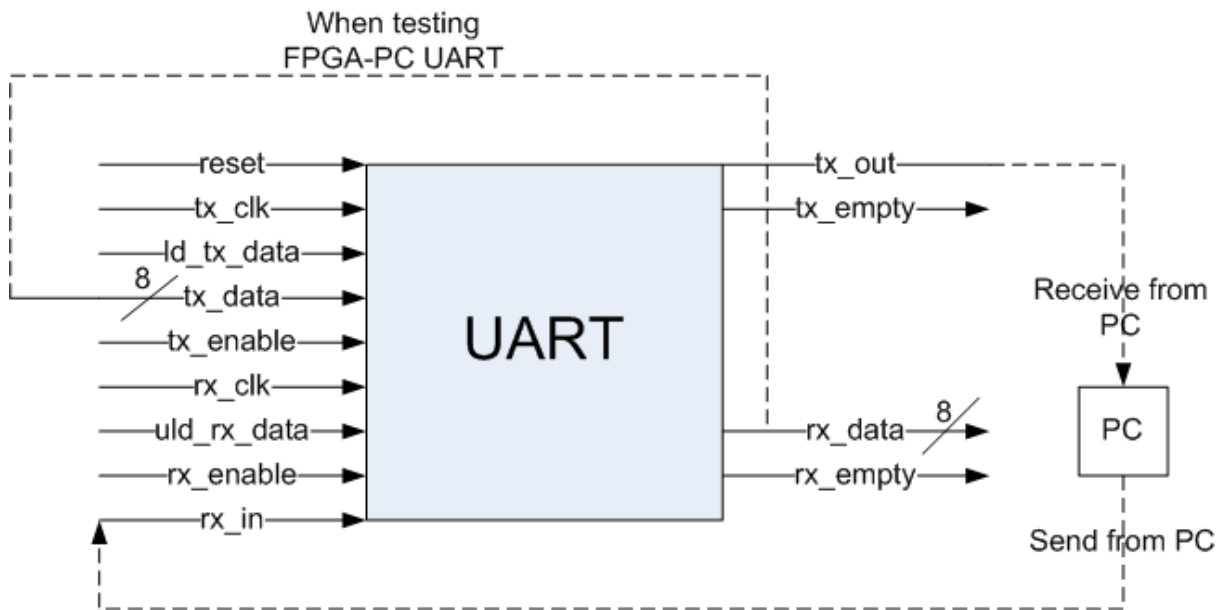 When testing
FPGA-PC UART
reset
tx_clk
ld_tx_data
8
tx_data
tx_enable
rx_clk
uld_rx_data
rx_enable
rx_in
UART
tx_out
tx_empty
8
rx_data
rx_empty
Receive from
PC
PC
Send from PC